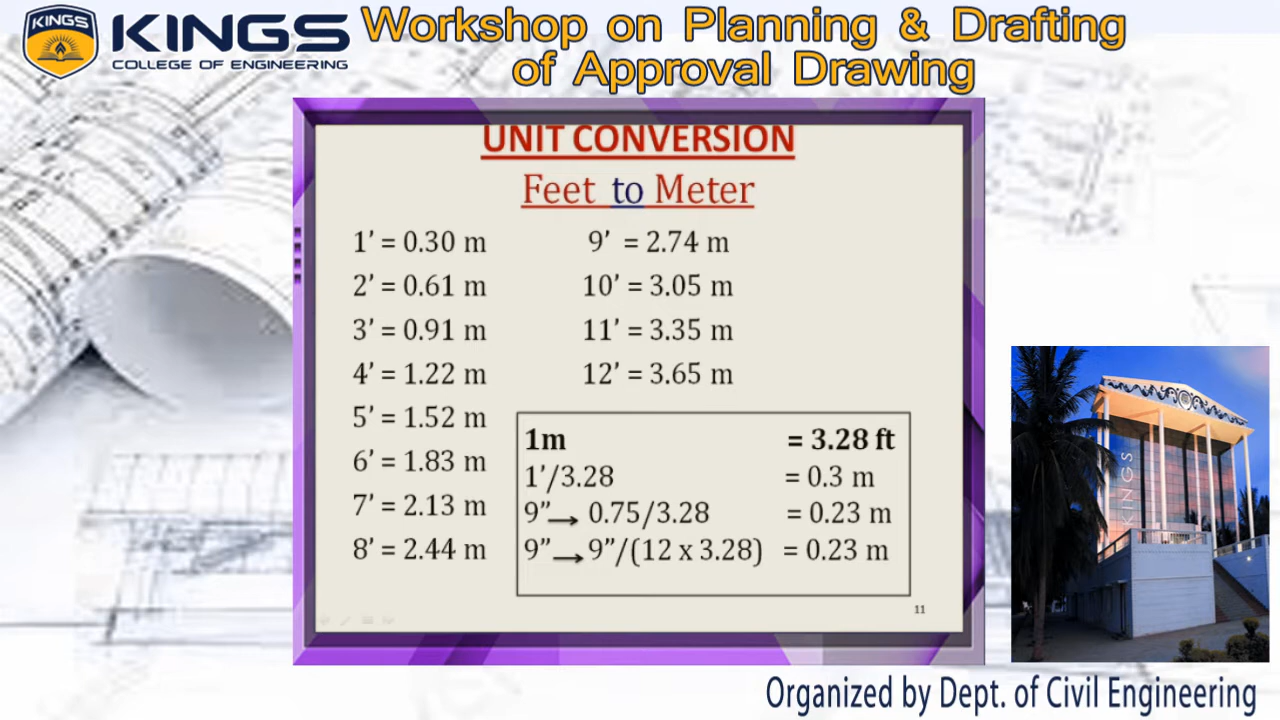 KINGS
KINGS
COLLEGE OF ENGINEERING
Workshop on Planning & Drafting
of Approval Drawing
UNIT CONVERSION
Feet to Meter
1’ = 0.30 m
2’ = 0.61 m
3’ = 0.91 m
4’ = 1.22 m
5’ = 1.52 m
6’ = 1.83 m
7’ = 2.13 m
8’ = 2.44 m
9’ = 2.74 m
10’ = 3.05 m
11’ = 3.35 m
12’ = 3.65 m
1m = 3.28 ft
1’/3.28 = 0.3 m
9” → 0.75/3.28 = 0.23 m
9” → 9”/(12 x 3.28) = 0.23 m
11
KINGS
Organized by Dept. of Civil Engineering